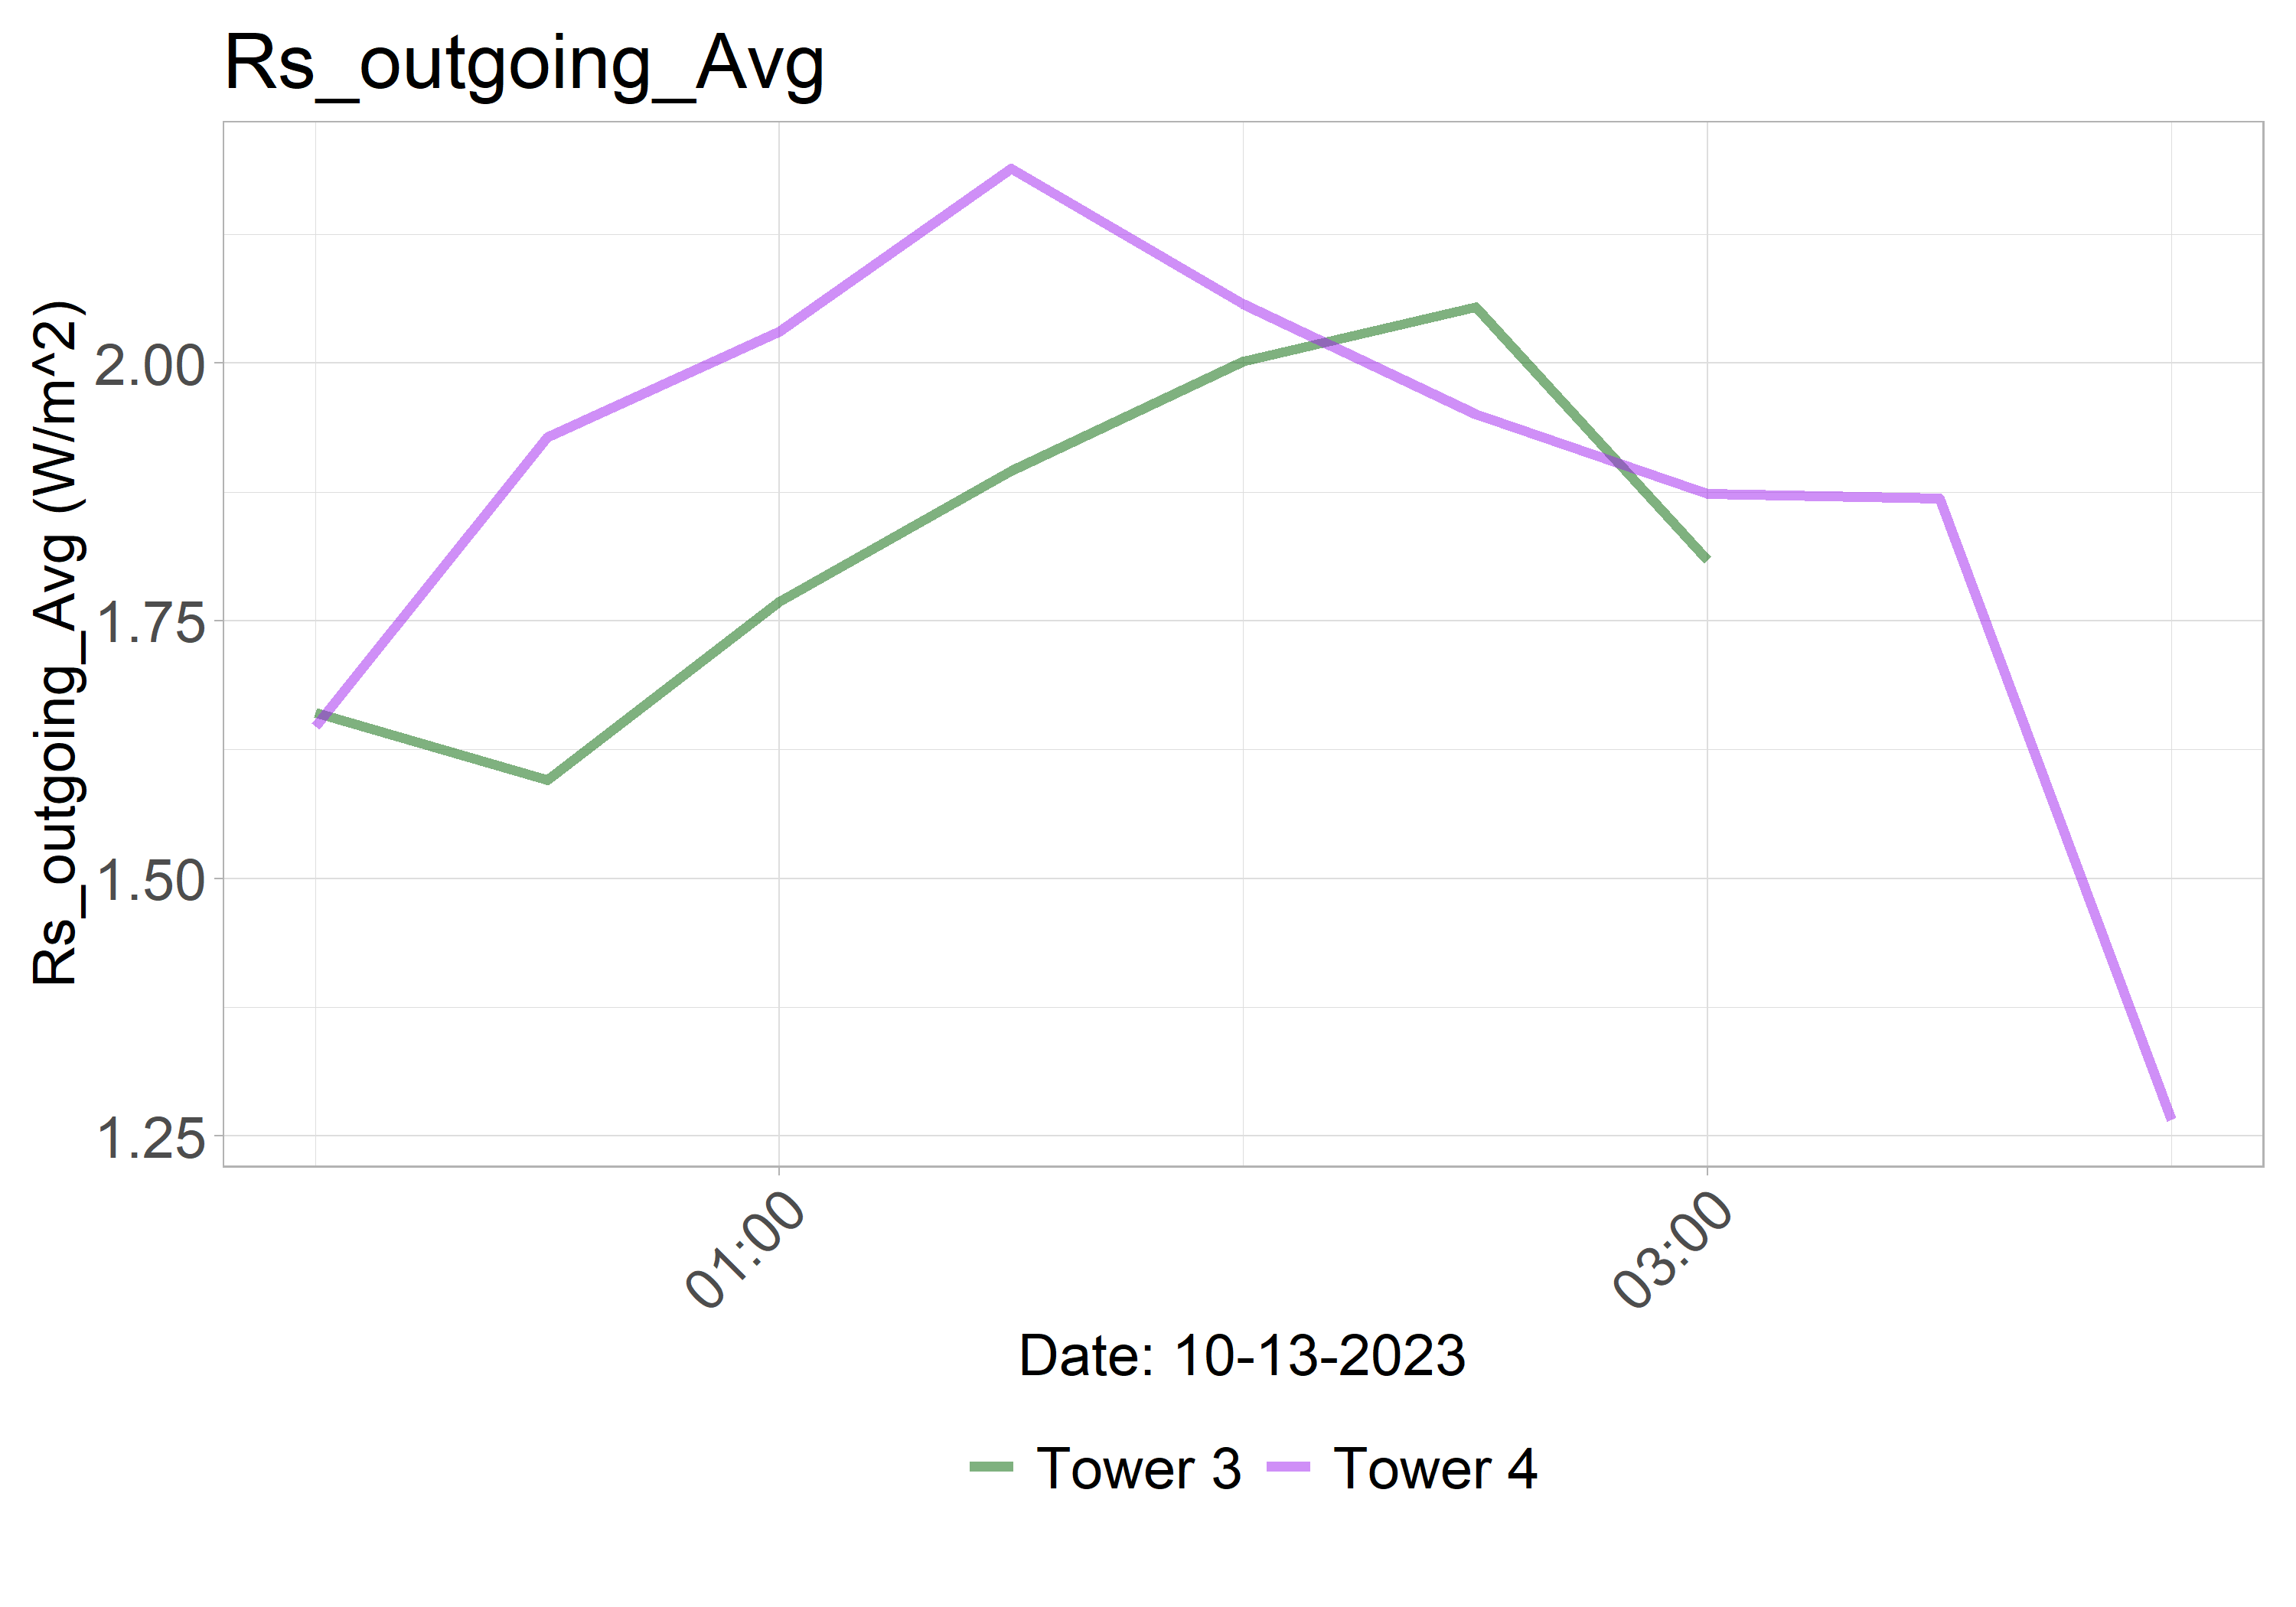 Rs_outgoing_Avg
Rs_outgoing_Avg (W/m^2)
2.00
1.75
1.50
1.25
01:00
03:00
Date: 10-13-2023
Tower 3
Tower 4